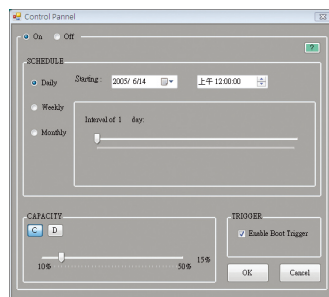 Control Pannel
On Off
?
SCHEDULE
Daily Starting : 2005/ 6/14 上午 12:00:00
Weekly
Monthly
Interval of 1 day:
CAPACITY
C D
10% 50% 15%
TRIGGER
Enable Boot Trigger
OK Cancel